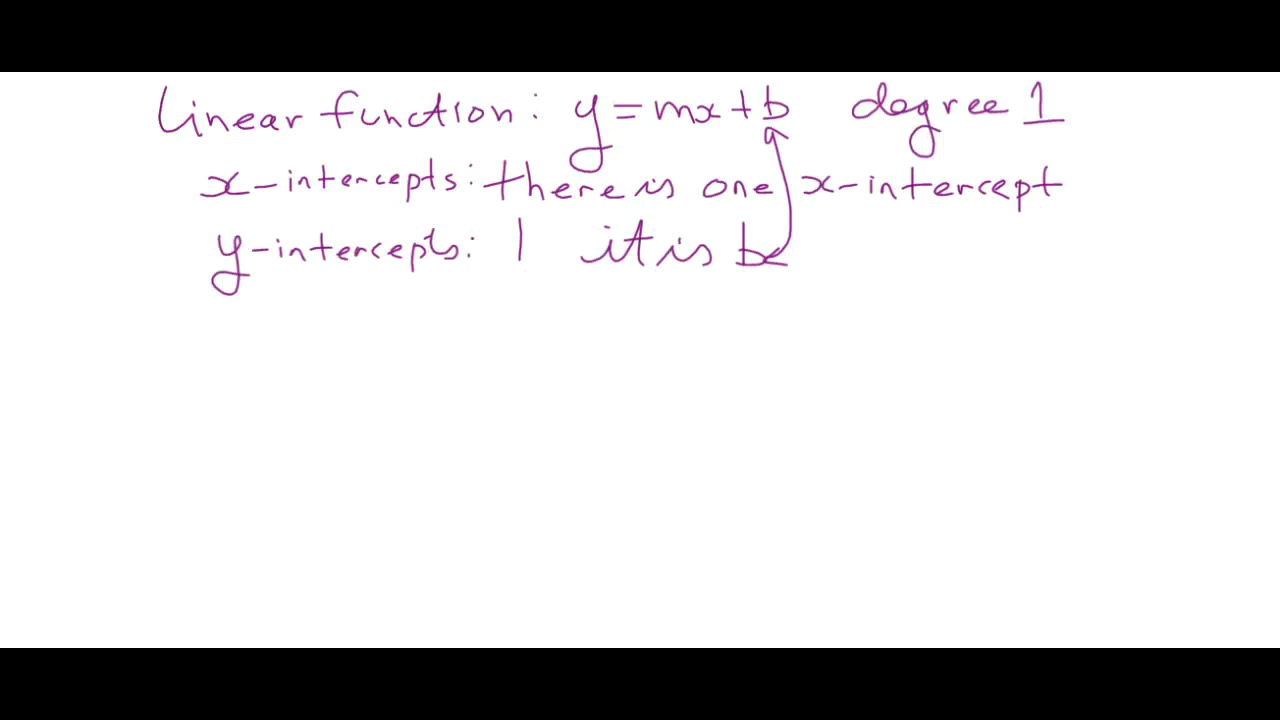 Linear function: y = mx + b degree 1
x-intercepts: there is one x-intercept
y-intercepts: 1 it is b